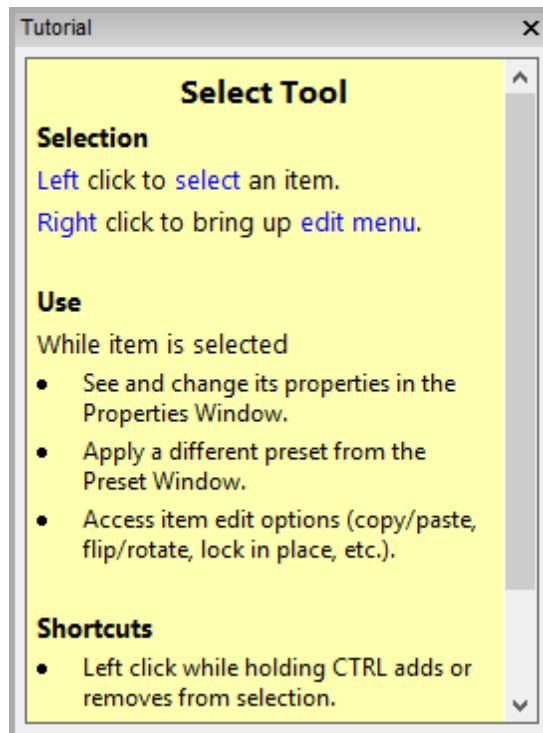 Tutorial
Select Tool
Selection
Left click to select an item.
Right click to bring up edit menu.
Use
While item is selected
• See and change its properties in the
Properties Window.
• Apply a different preset from the
Preset Window.
• Access item edit options (copy/paste,
flip/rotate, lock in place, etc.).
Shortcuts
• Left click while holding CTRL adds or
removes from selection.